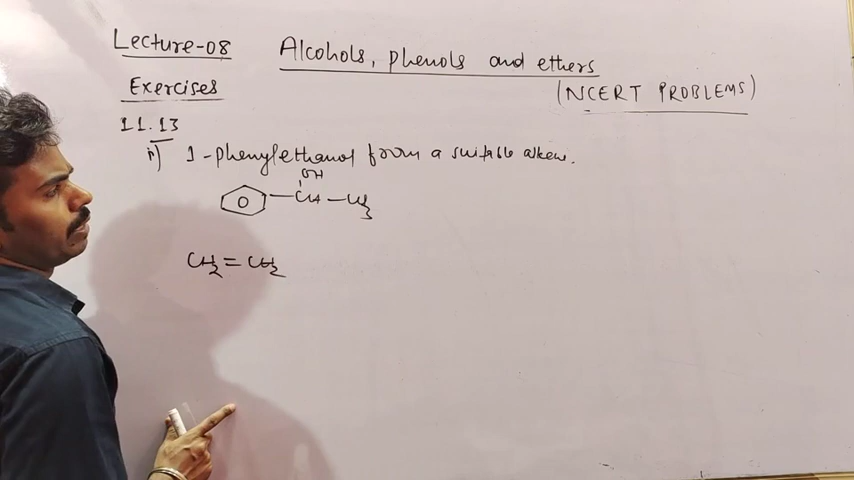 Lecture-08 Alcohols, phenols and ethers
Exercises (NCERT PROBLEMS)
11.13
i) 1-phenylethanol from a suitable alkene.
OH
CH - CH3
CH2 = CH2